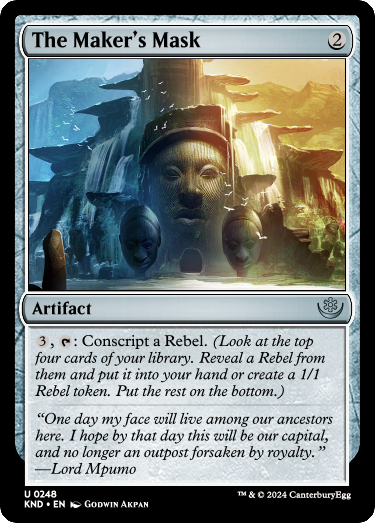 The Maker's Mask 2
Artifact
3, : Conscript a Rebel. (Look at the top
four cards of your library. Reveal a Rebel from
them and put it into your hand or create a 1/1
Rebel token. Put the rest on the bottom.)
“One day my face will live among our ancestors
here. I hope by that day this will be our capital,
and no longer an outpost forsaken by royalty.”
—Lord Mpumo
U 0248
KND • EN Godwin Akpan ™ & © 2024 CanterburyEgg